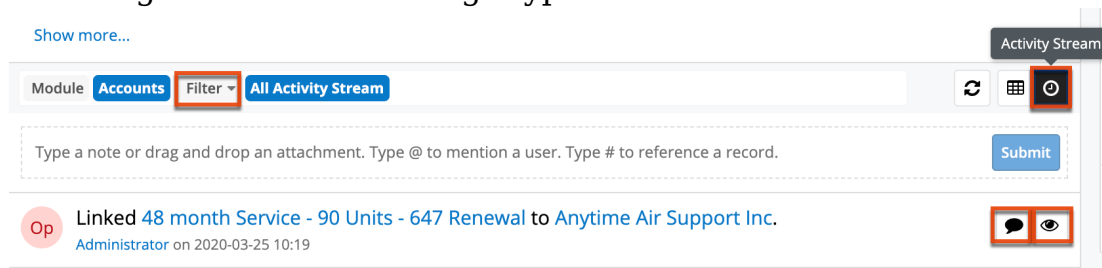 Show more...
Activity Stream
Module Accounts Filter All Activity Stream
Type a note or drag and drop an attachment. Type @ to mention a user. Type # to reference a record.
Submit
Op
Linked 48 month Service - 90 Units - 647 Renewal to Anytime Air Support Inc.
Administrator on 2020-03-25 10:19